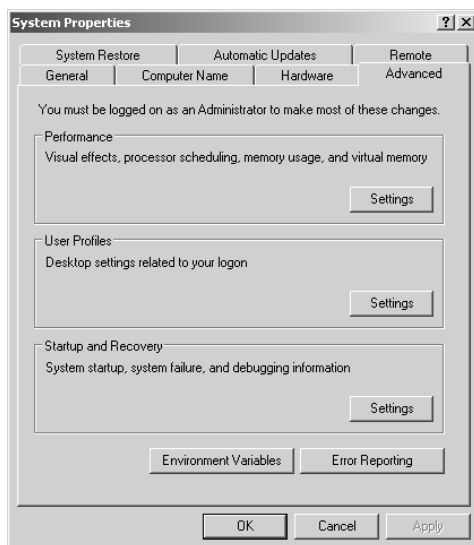 System Properties
System Restore Automatic Updates Remote
General Computer Name Hardware Advanced
You must be logged on as an Administrator to make most of these changes.
Performance
Visual effects, processor scheduling, memory usage, and virtual memory
Settings
User Profiles
Desktop settings related to your logon
Settings
Startup and Recovery
System startup, system failure, and debugging information
Settings
Environment Variables Error Reporting
OK Cancel Apply